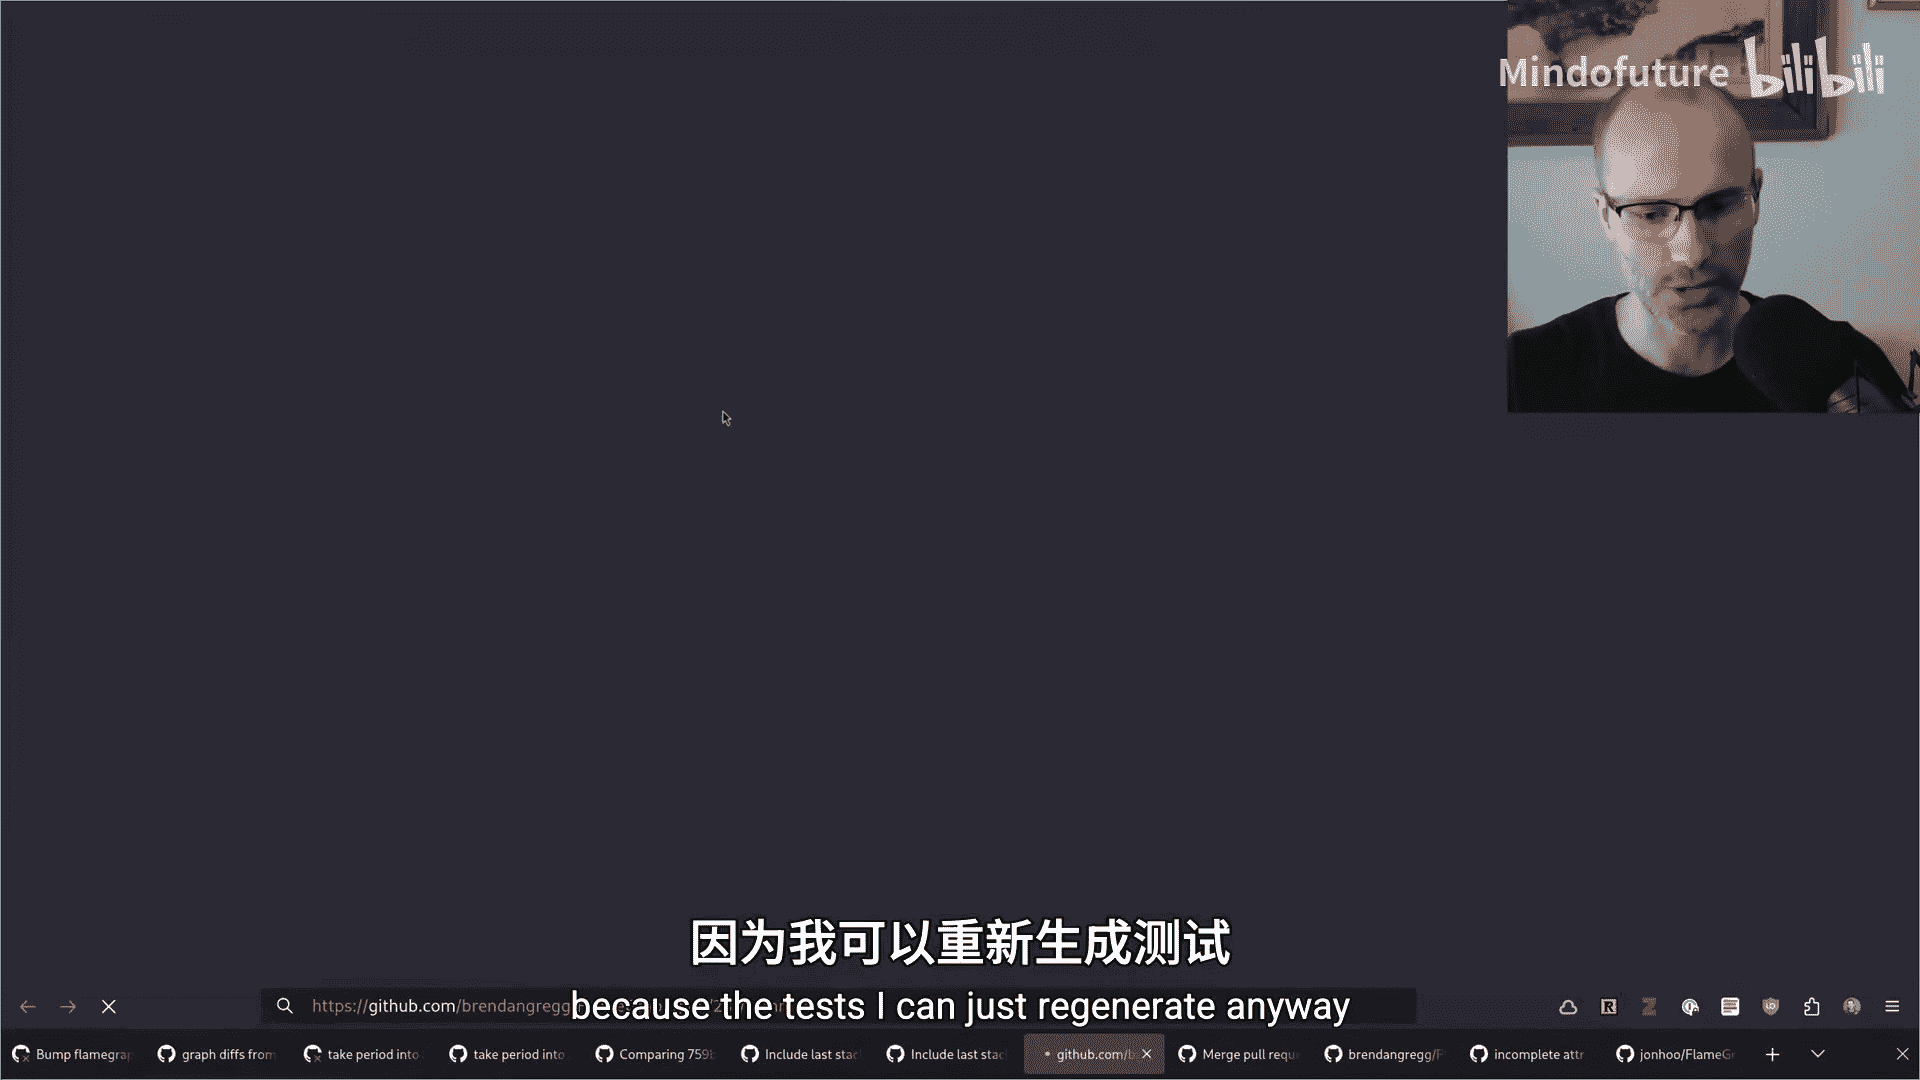 Mindofuture bilibili
因为我可以重新生成测试
https://github.com/brendangregg
because the tests I can just regenerate anyway
Bump flamegrap
graph diffs from
take period into
take period into
Comparing 759
Include last stac
Include last stac
github.com/
Merge pull requ
brendangregg/F
incomplete attr
jonhoo/FlameGr